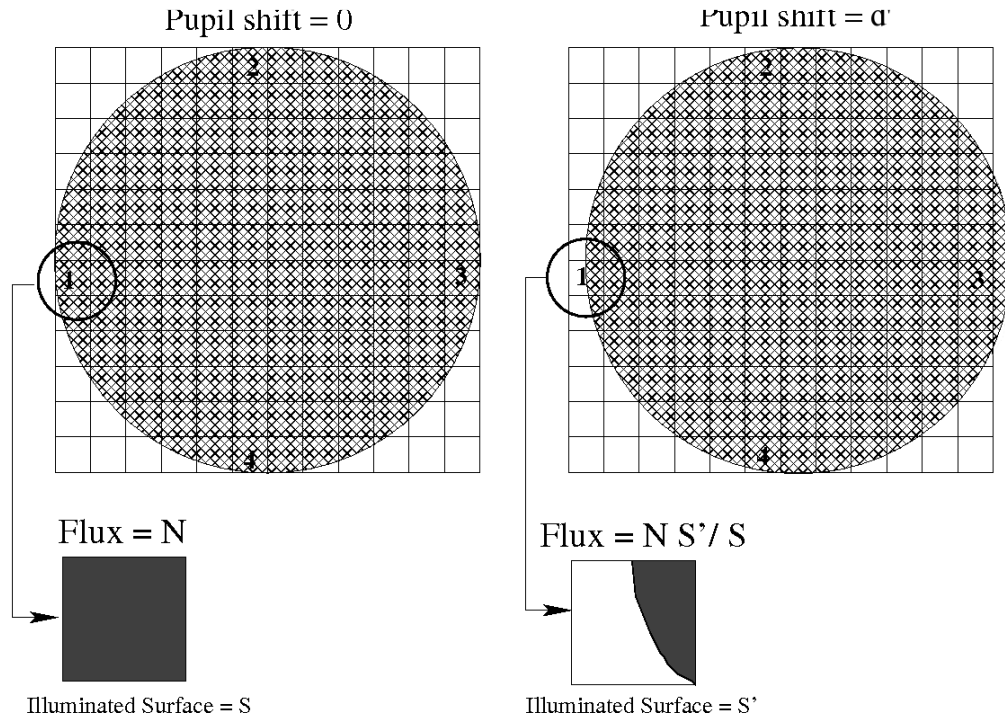 Pupil shift = 0
2
1
3
4
Flux = N
Illuminated Surface = S
Pupil shift = d
2
1
3
4
Flux = N S’/ S
Illuminated Surface = S’